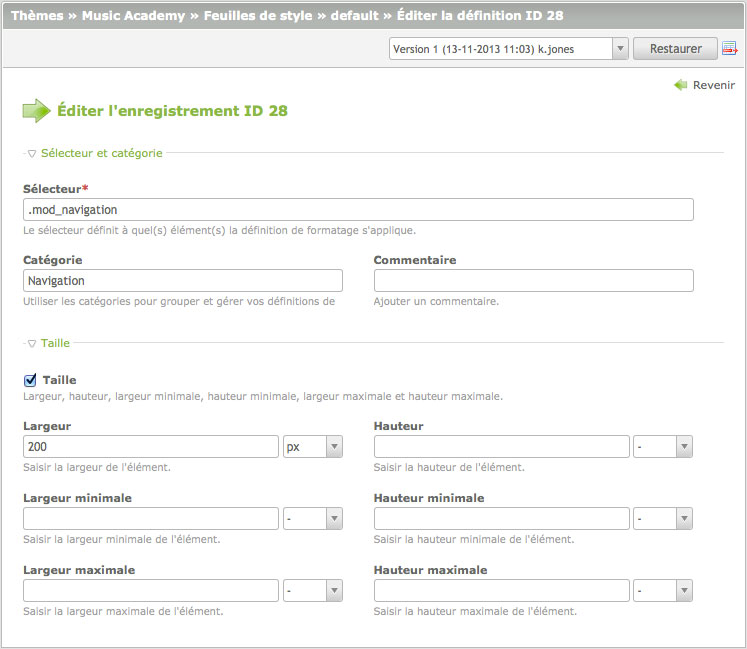 Thèmes » Music Academy » Feuilles de style » default » Éditer la définition ID 28
Version 1 (13-11-2013 11:03) k.jones
Restaurer
Revenir
Éditer l'enregistrement ID 28
Sélecteur et catégorie
Sélecteur*
.mod_navigation
Le sélecteur définit à quel(s) élément(s) la définition de formatage s'applique.
Catégorie Commentaire
Navigation
Utiliser les catégories pour grouper et gérer vos définitions de Ajouter un commentaire.
Taille
Taille
Largeur, hauteur, largeur minimale, hauteur minimale, largeur maximale et hauteur maximale.
Largeur Hauteur
200 px -
Saisir la largeur de l'élément. Saisir la hauteur de l'élément.
Largeur minimale Hauteur minimale
- -
Saisir la largeur minimale de l'élément. Saisir la hauteur minimale de l'élément.
Largeur maximale Hauteur maximale
- -
Saisir la largeur maximale de l'élément. Saisir la hauteur maximale de l'élément.